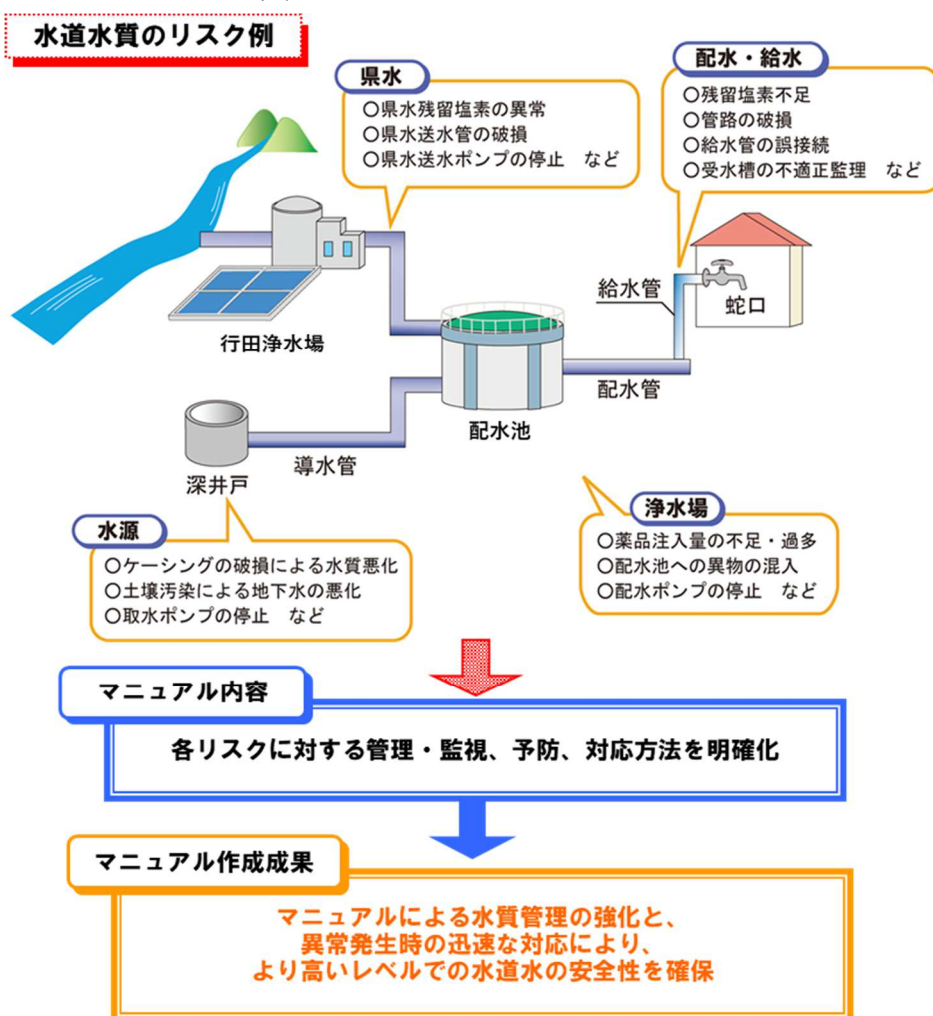 水道水質のリスク例
県水
○県水残留塩素の異常
○県水送水管の破損
○県水送水ポンプの停止　など
配水・給水
○残留塩素不足
○管路の破損
○給水管の誤接続
○受水槽の不適正監理　など
行田浄水場
給水管
蛇口
配水管
配水池
導水管
深井戸
水源
○ケーシングの破損による水質悪化
○土壌汚染による地下水の悪化
○取水ポンプの停止　など
浄水場
○薬品注入量の不足・過多
○配水池への異物の混入
○配水ポンプの停止　など
マニュアル内容
各リスクに対する管理・監視、予防、対応方法を明確化
マニュアル作成成果
マニュアルによる水質管理の強化と、
異常発生時の迅速な対応により、
より高いレベルでの水道水の安全性を確保